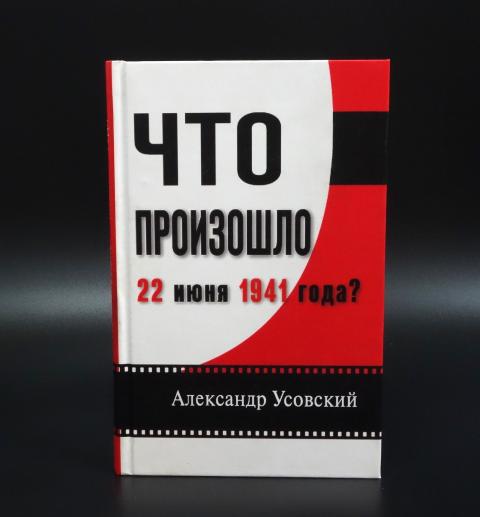 ЧТО
ПРОИЗОШЛО
22 июня 1941 года?
Александр Усовский